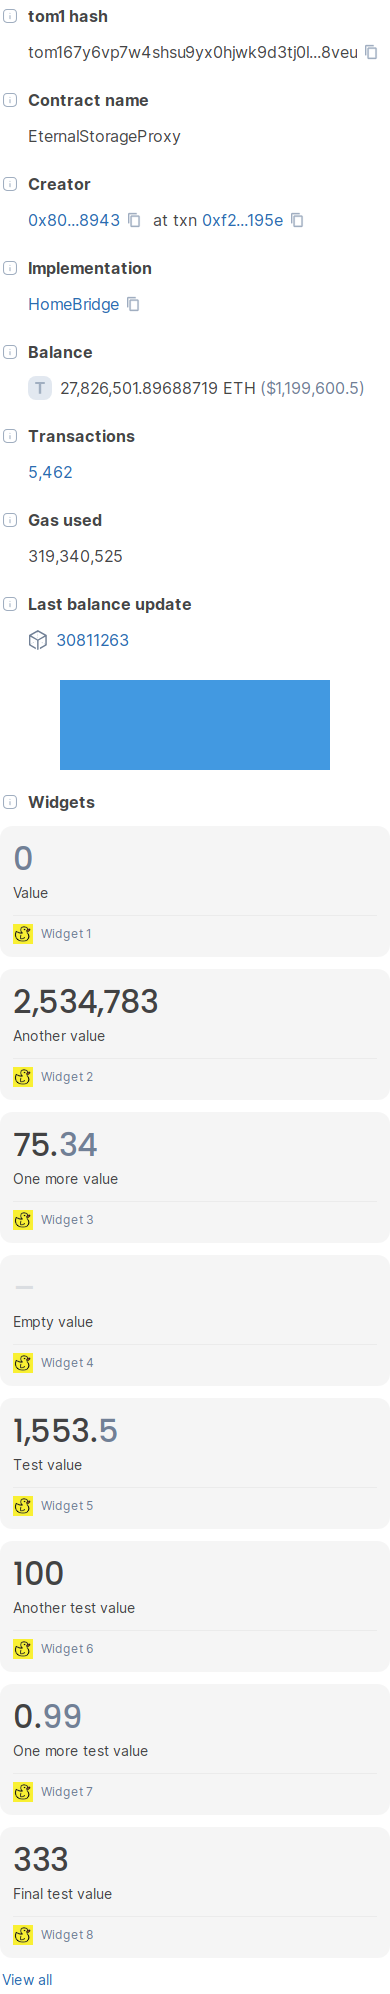 tom1 hash
tom167y6vp7w4shsu9yx0hjwk9d3tj0l...8veu
Contract name
EternalStorageProxy
Creator
0x80...8943 at txn 0xf2...195e
Implementation
HomeBridge
Balance
T 27,826,501.89688719 ETH ($1,199,600.5)
Transactions
5,462
Gas used
319,340,525
Last balance update
30811263
Widgets
0
Value
Widget 1
2,534,783
Another value
Widget 2
75.34
One more value
Widget 3
—
Empty value
Widget 4
1,553.5
Test value
Widget 5
100
Another test value
Widget 6
0.99
One more test value
Widget 7
333
Final test value
Widget 8
View all